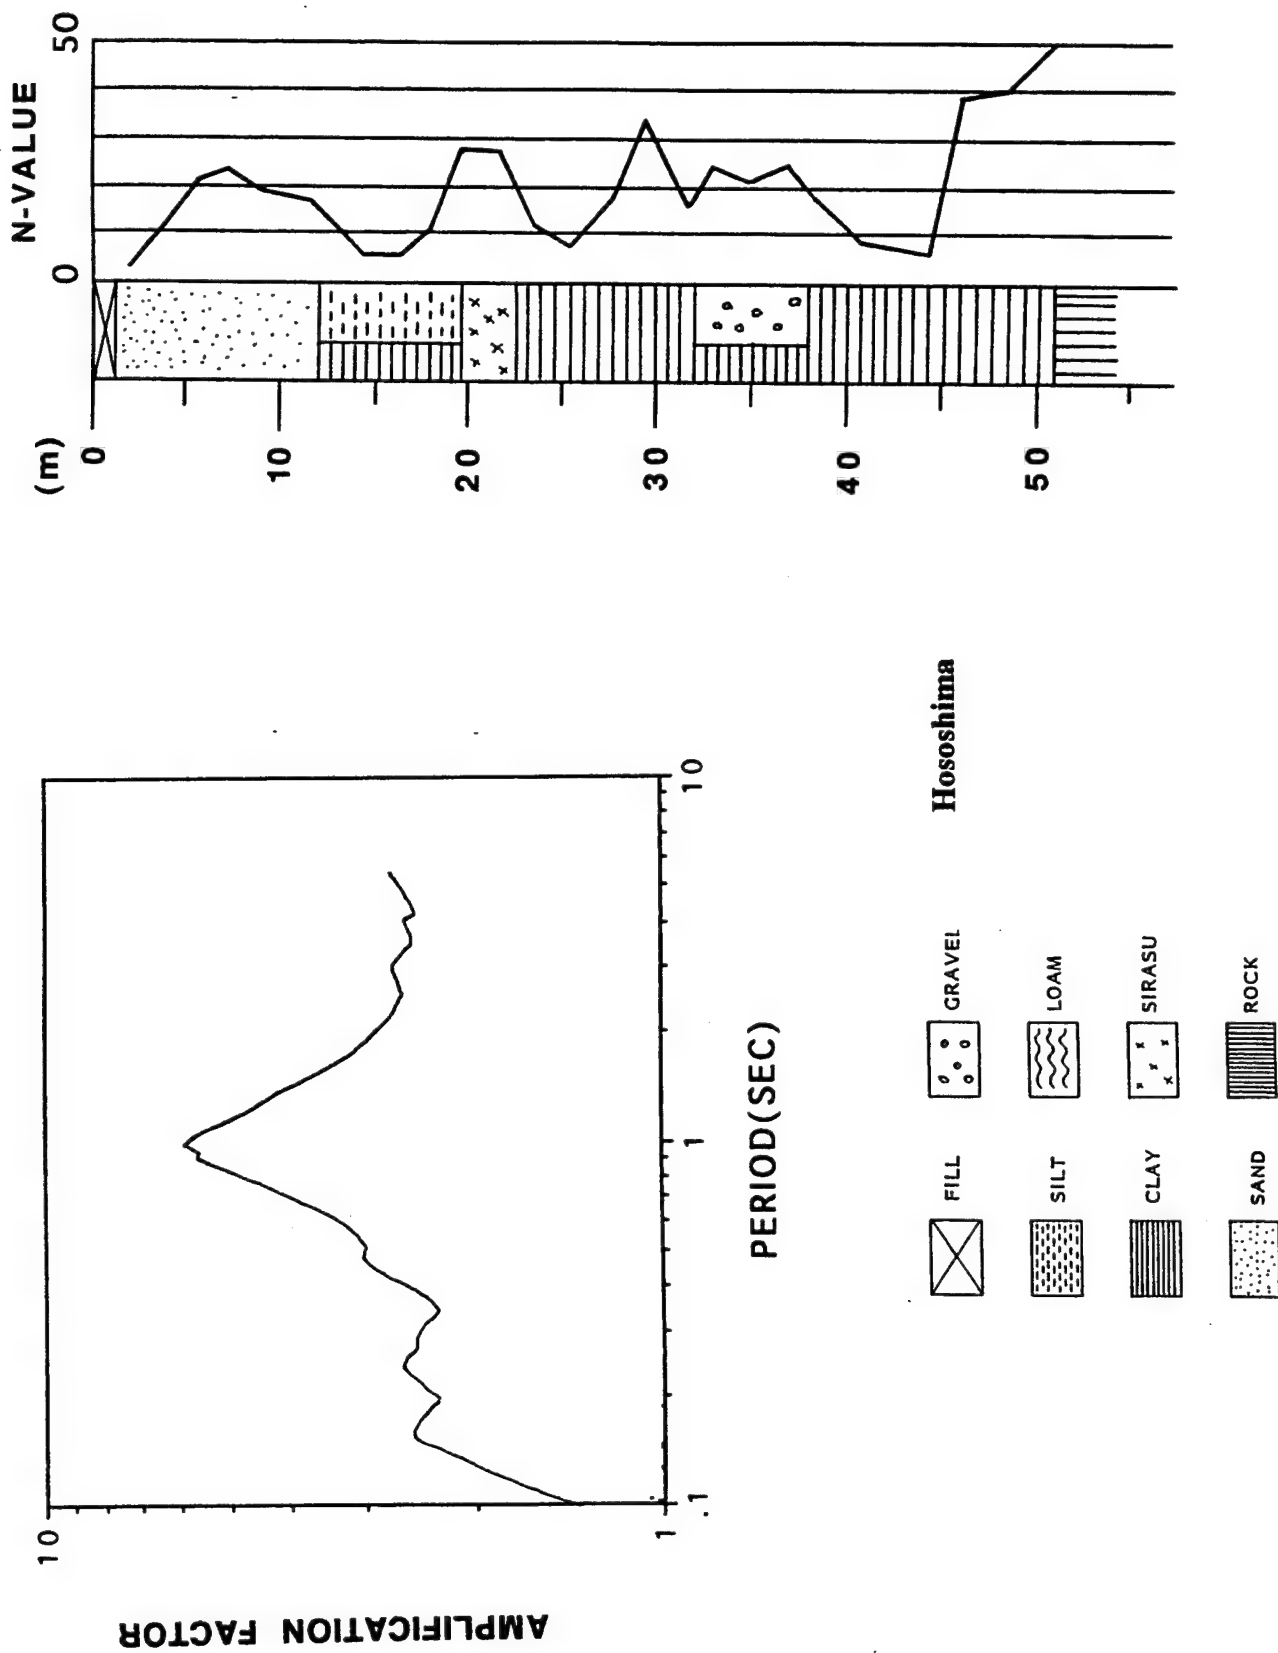 AMPLIFICATION FACTOR
10
1
.1
1
10
PERIOD(SEC)
(m)
0
10
20
30
40
50
N-VALUE
0
50
Hososhima
FILL
GRAVEL
SILT
LOAM
CLAY
SIRASU
SAND
ROCK